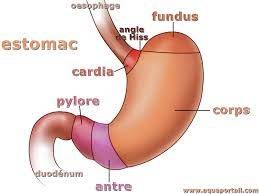 oesophage
fundus
angle
de Hiss
estomac
cardia
pylore
corps
duodénum
antre
www.aquaportail.com